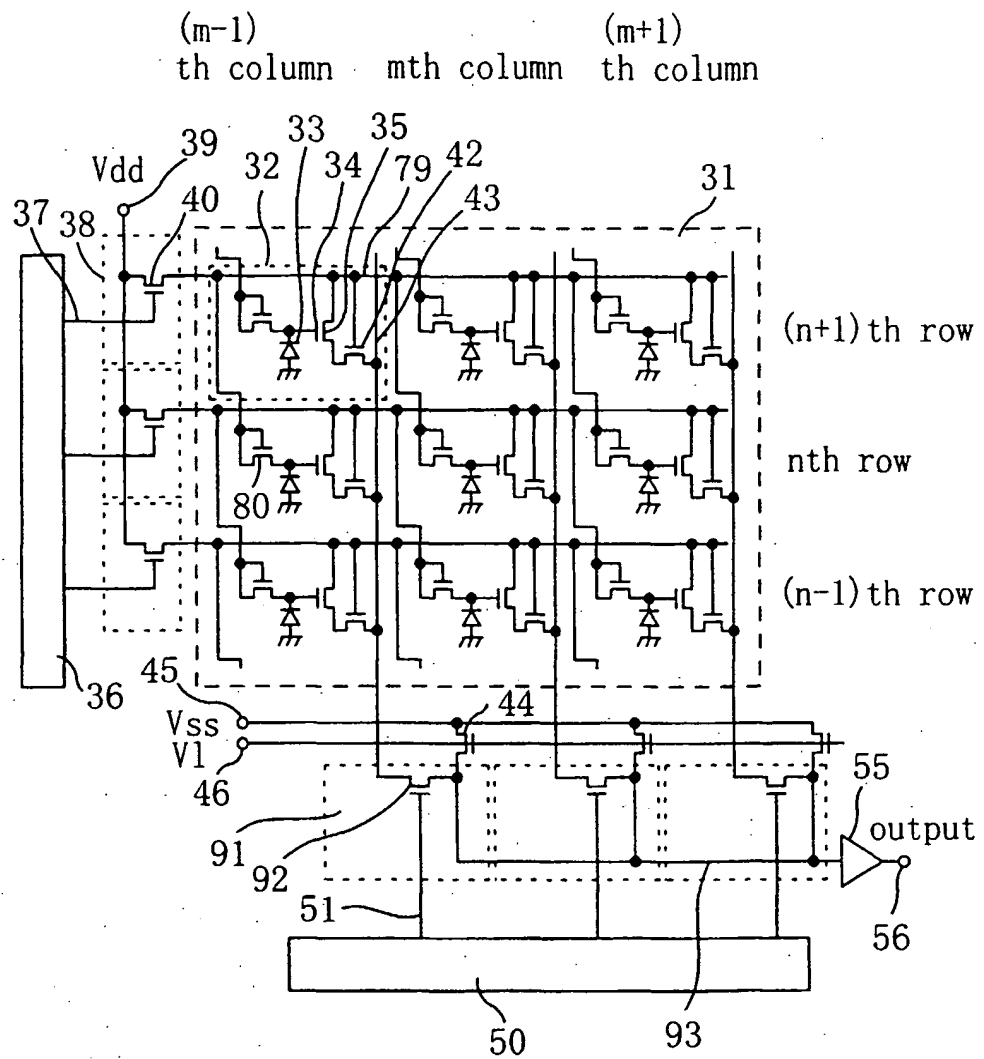 (m-1)
th column
mth column
(m+1)
th column
39
33
35
42
Vdd
32
34
79
43
31
40
37
38
(n+1)th row
nth row
80
(n-1)th row
36
45
44
Vss
Vl
46
55
91
92
output
51
56
50
93